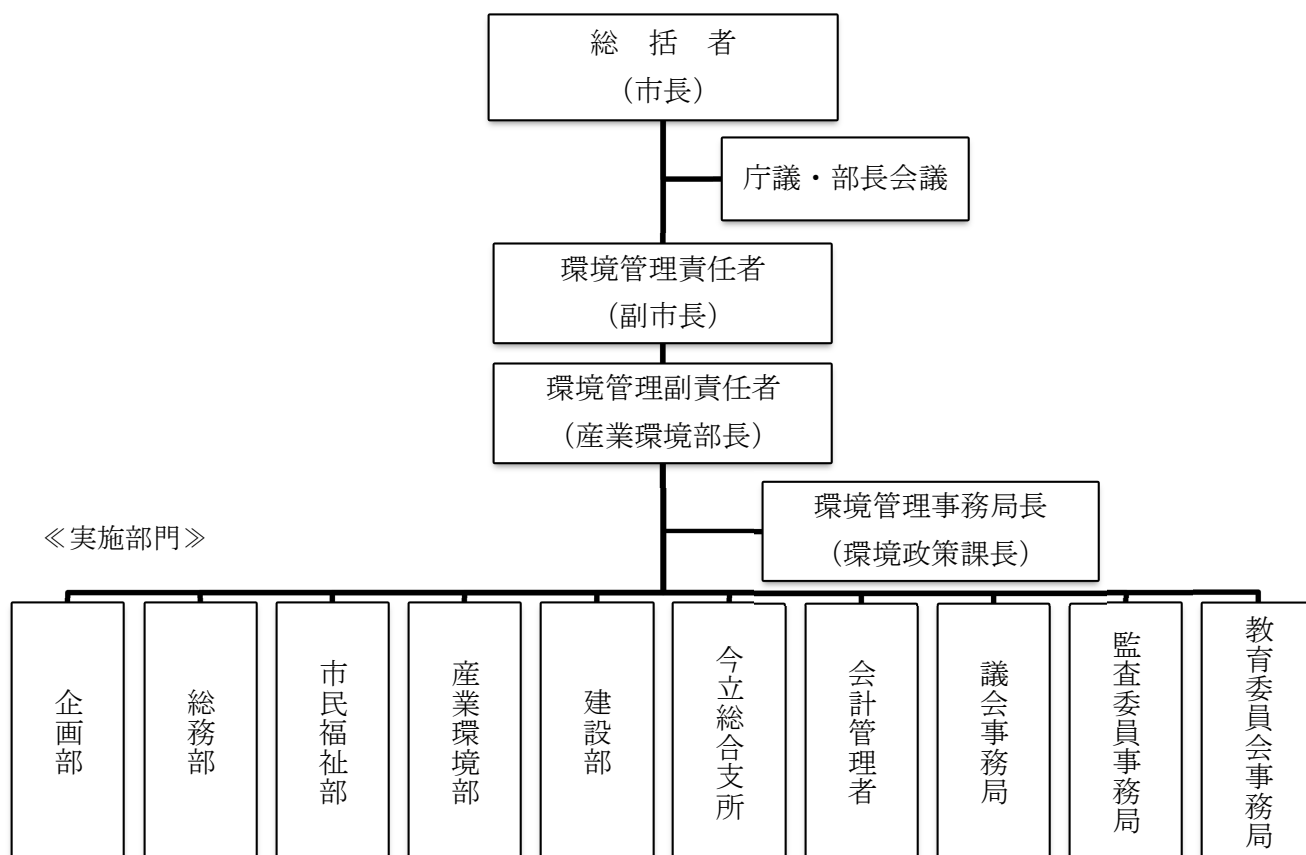 総　括　者
（市長）
庁議・部長会議
環境管理責任者
（副市長）
環境管理副責任者
（産業環境部長）
環境管理事務局長
（環境政策課長）
≪実施部門≫
企画部
総務部
市民福祉部
産業環境部
建設部
今立総合支所
会計管理者
議会事務局
監査委員事務局
教育委員会事務局